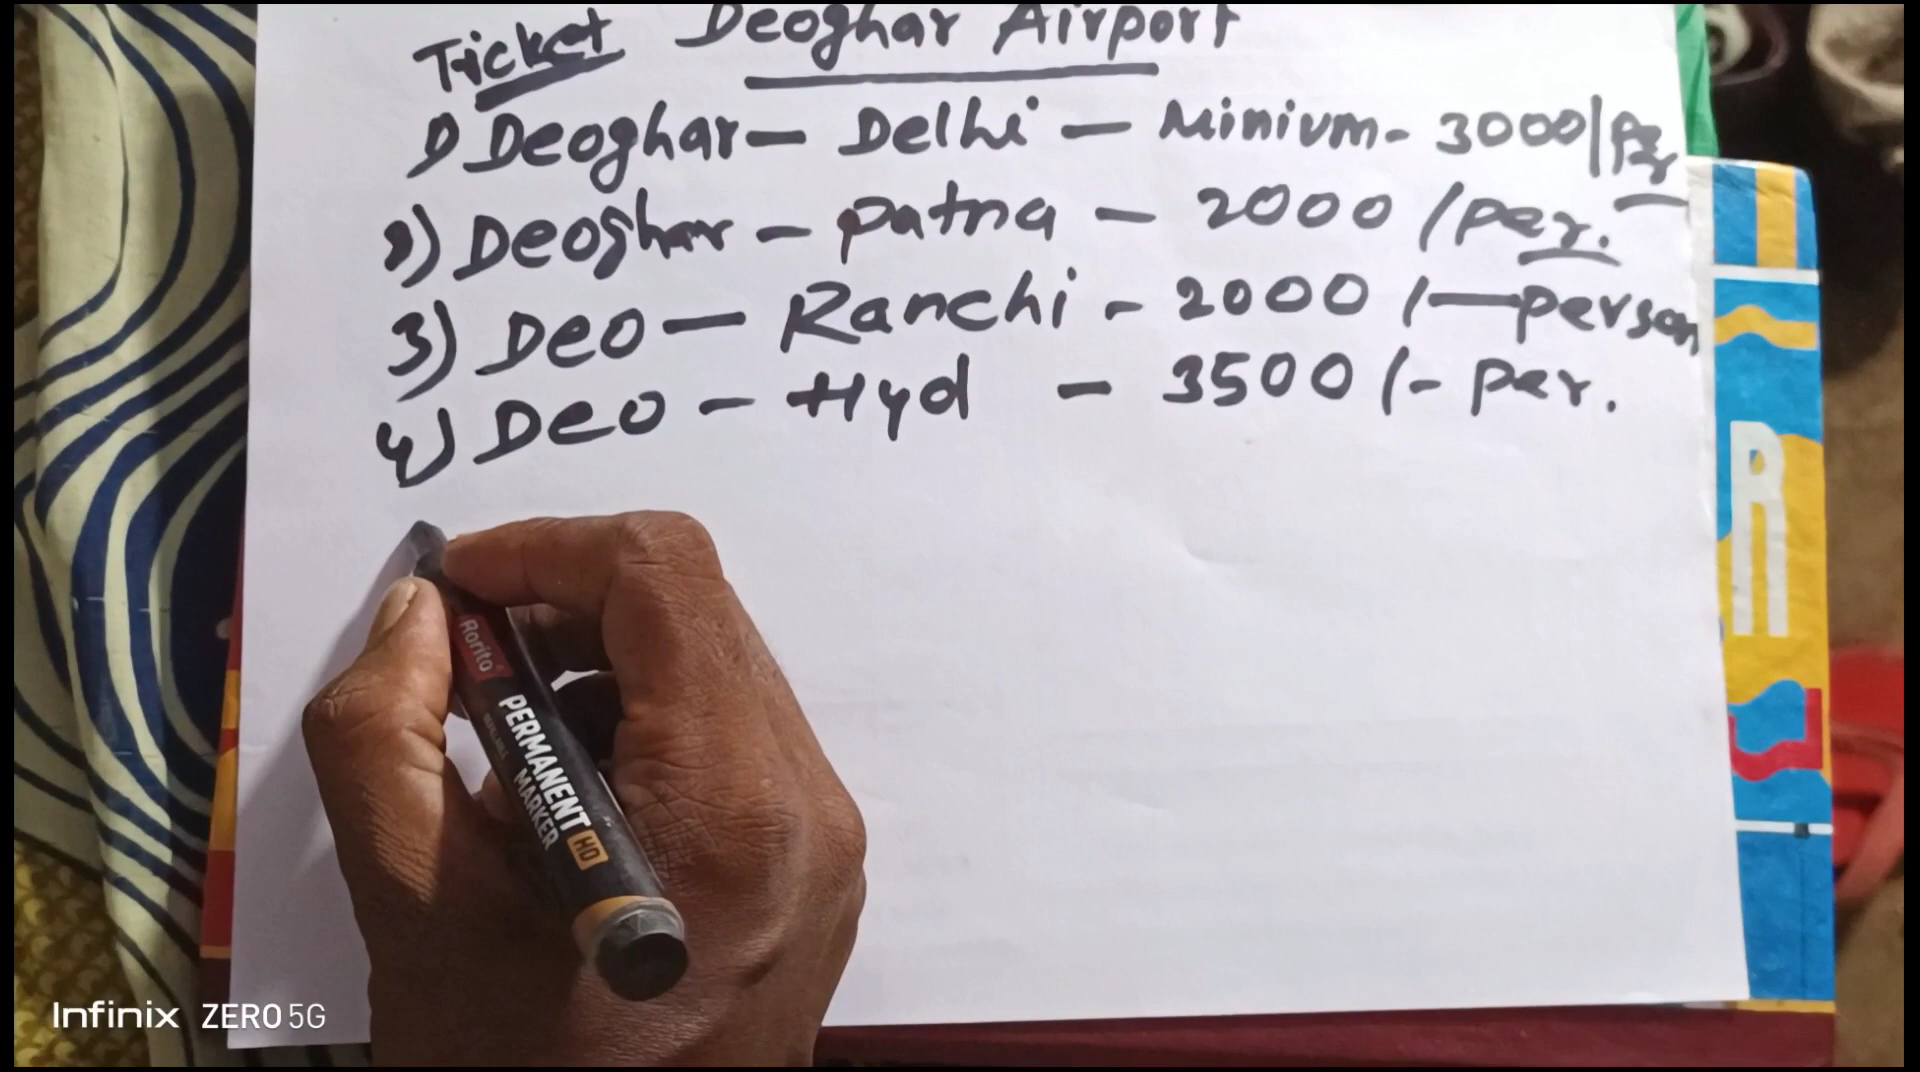 Ticket Deoghar Airport
1) Deoghar - Delhi - Minium - 3000/Per
2) Deoghar - patna - 2000 /per.
3) Deo - Ranchi - 2000 /- person
4) Deo - Hyd - 3500 /- per.
Rorito
PERMANENT
MARKER
HD
R
Infinix ZERO 5G